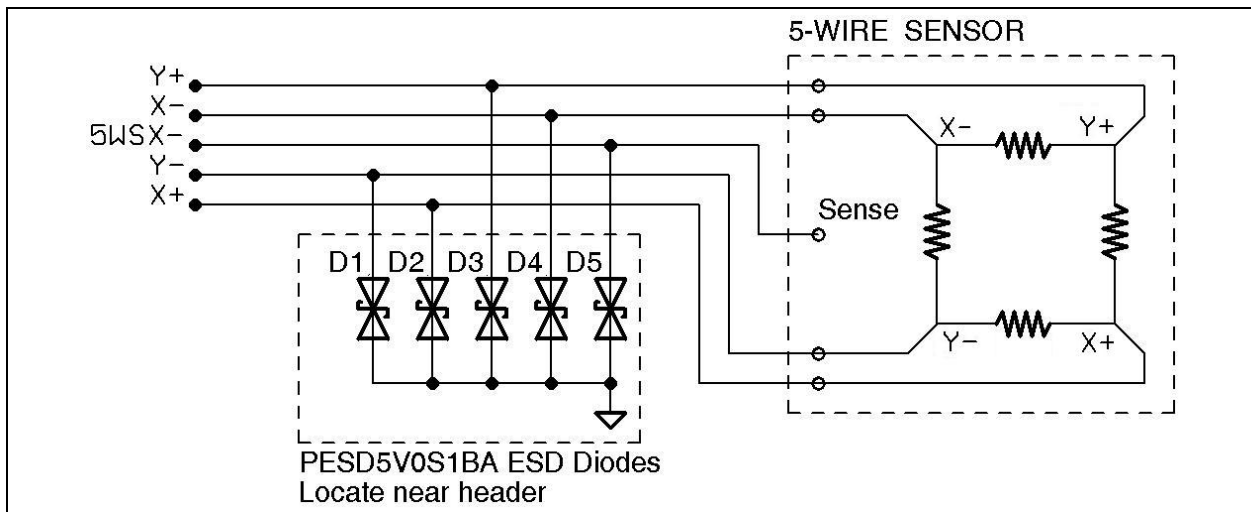 5-WIRE SENSOR
Y+
X-
5WSX-
Y-
X+
X- Y+
Sense
D1 D2 D3 D4 D5
Y- X+
PESD5V0S1BA ESD Diodes
Locate near header